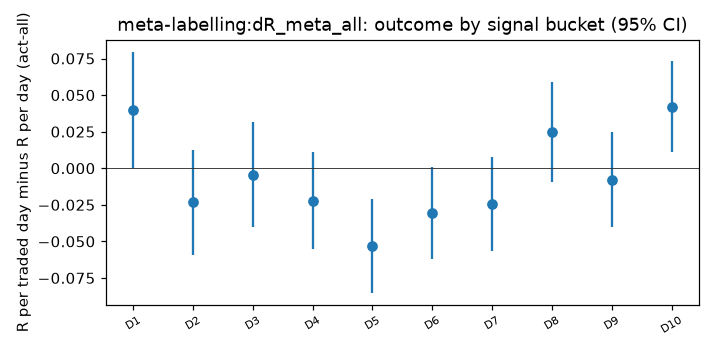 meta-labelling:dR_meta_all: outcome by signal bucket (95% CI)
R per traded day minus R per day (act-all)
0.075
0.050
0.025
0.000
−0.025
−0.050
−0.075
D1
D2
D3
D4
D5
D6
D7
D8
D9
D10